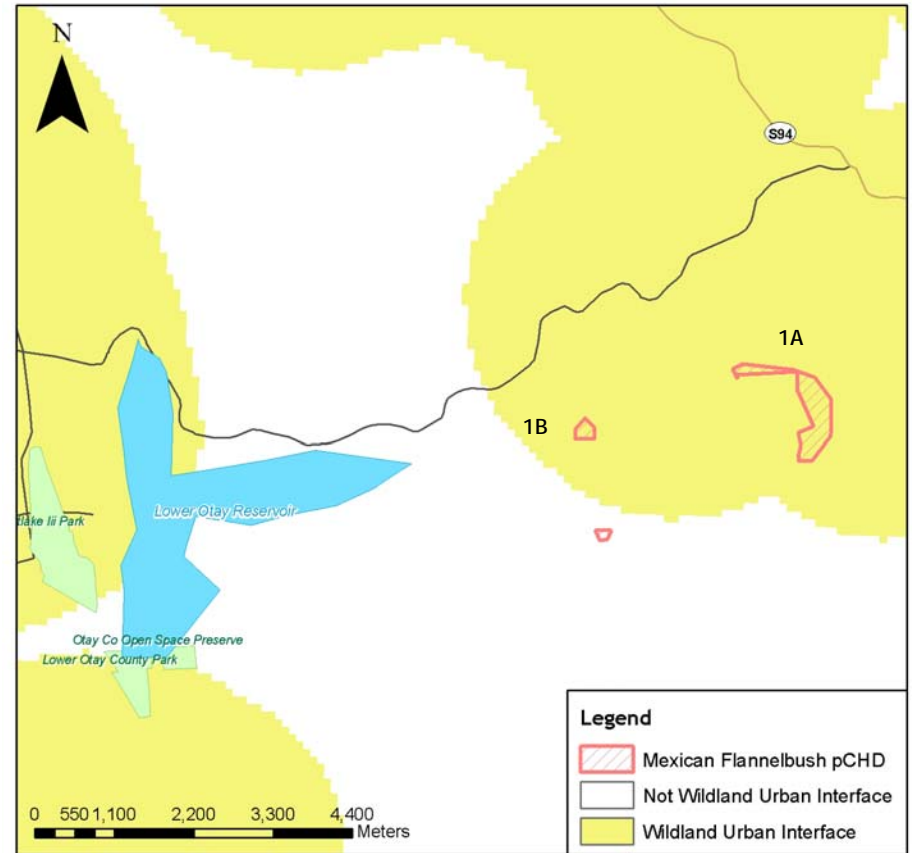 N
S94
1A
1B
Lower Otay Reservoir
tlake Iii Park
Otay Co Open Space Preserve
Lower Otay County Park
Legend
Mexican Flannelbush pCHD
Not Wildland Urban Interface
Wildland Urban Interface
0 550 1,100 2,200 3,300 4,400
Meters